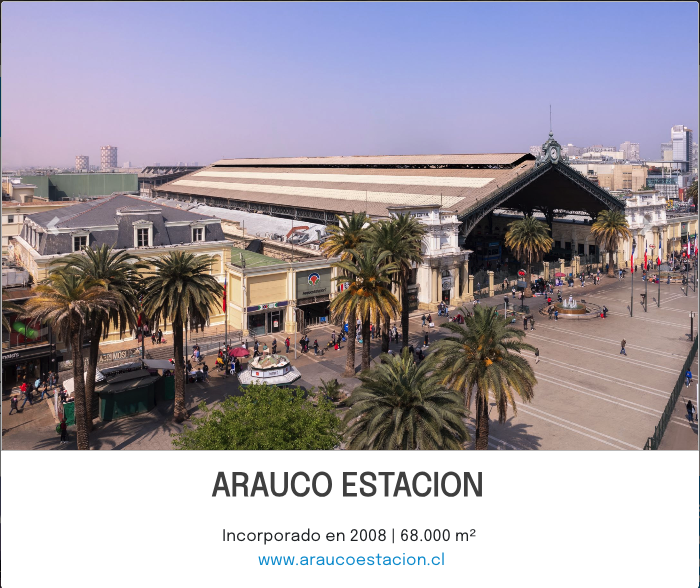 ARAUCO ESTACION
Incorporado en 2008 | 68.000 m²
www.araucoestacion.cl